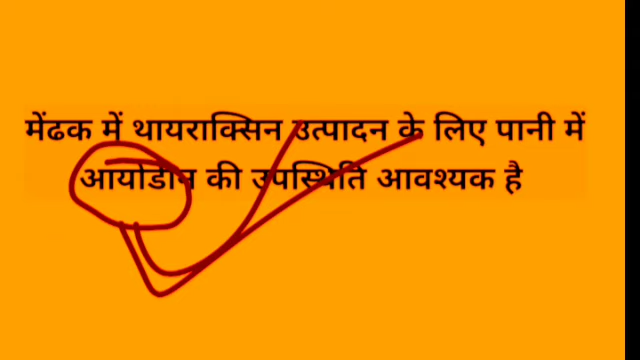 मेंढक में थायराक्सिन उत्पादन के लिए पानी में
आयोडीन की उपस्थिति आवश्यक है